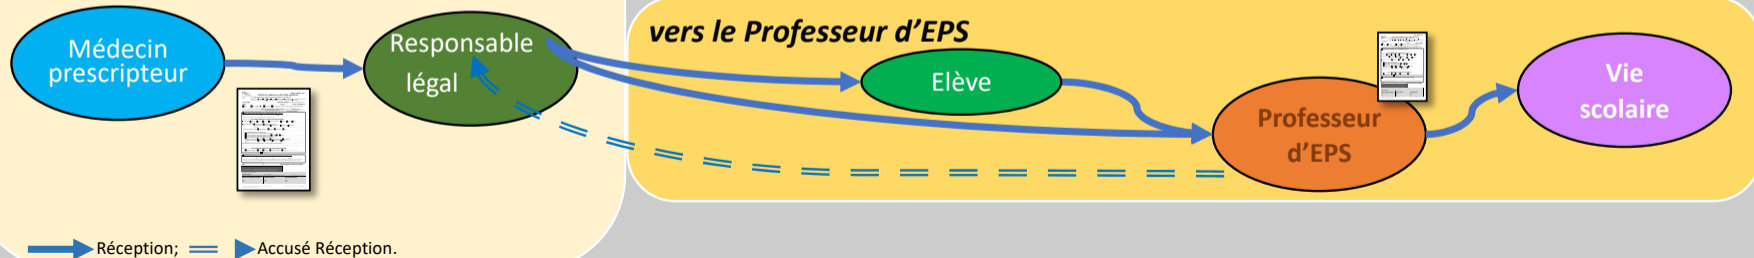 vers le Professeur d’EPS
Médecin
prescripteur
Responsable
légal
Elève
Professeur
d’EPS
Vie
scolaire
Réception; Accusé Réception.